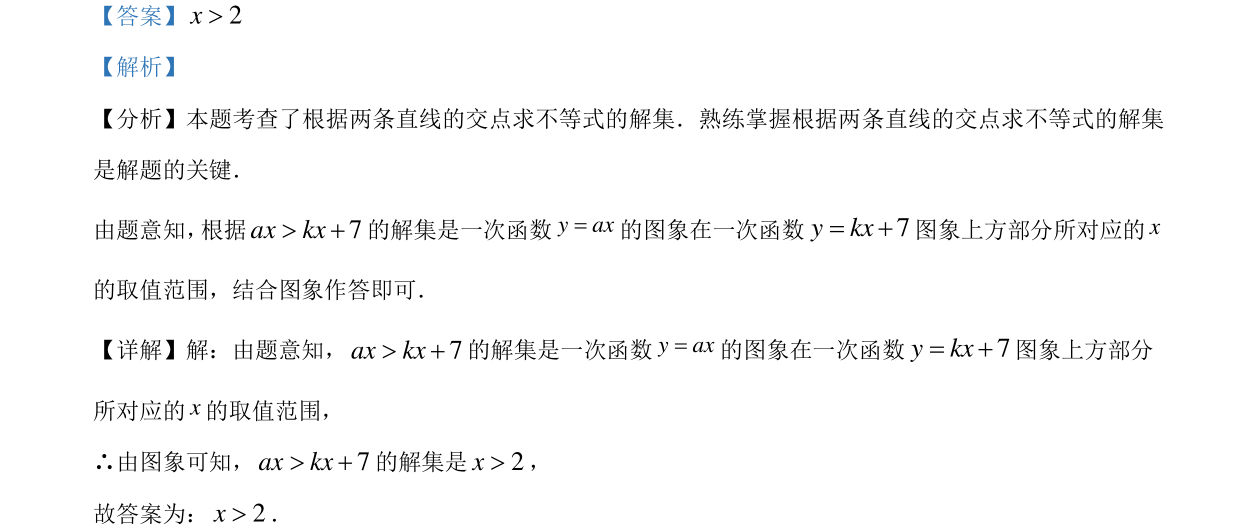 【答案】x > 2
【解析】
【分析】本题考查了根据两条直线的交点求不等式的解集．熟练掌握根据两条直线的交点求不等式的解集
是解题的关键．
由题意知，根据 ax > kx + 7 的解集是一次函数 y = ax 的图象在一次函数 y = kx + 7 图象上方部分所对应的 x
的取值范围，结合图象作答即可．
【详解】解：由题意知， ax > kx + 7 的解集是一次函数 y = ax 的图象在一次函数 y = kx + 7 图象上方部分
所对应的 x 的取值范围，
∴由图象可知， ax > kx + 7 的解集是 x > 2 ，
故答案为： x > 2 ．